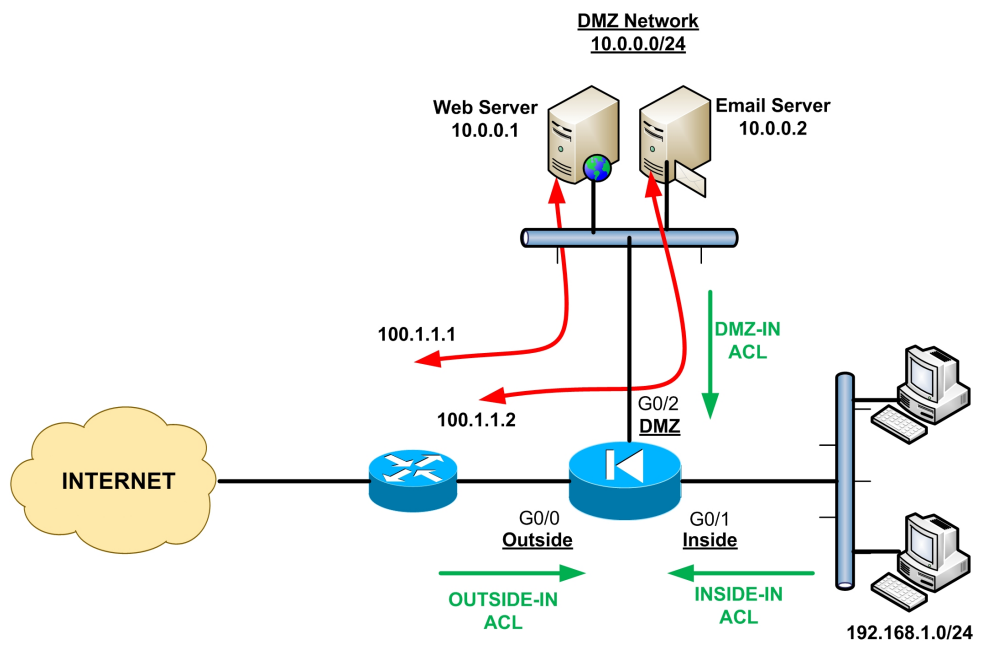 DMZ Network
10.0.0.0/24
Web Server
10.0.0.1
Email Server
10.0.0.2
DMZ-IN
ACL
100.1.1.1
100.1.1.2
G0/2
DMZ
INTERNET
G0/0
Outside
G0/1
Inside
OUTSIDE-IN
ACL
INSIDE-IN
ACL
192.168.1.0/24